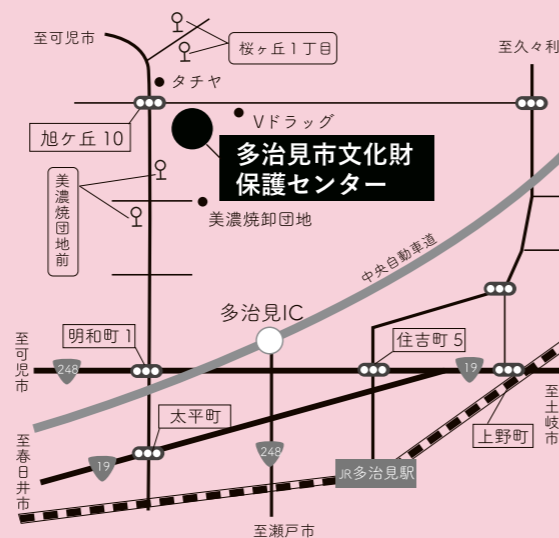 至可児市
桜ヶ丘1丁目
至久々利
タチヤ
Vドラッグ
旭ケ丘10
多治見市文化財
保護センター
美濃焼団地前
美濃焼卸団地
中央自動車道
多治見IC
至可児市
明和町1
住吉町5
248
19
至土岐市
太平町
上野町
至春日井市
19
248
JR多治見駅
至瀬戸市